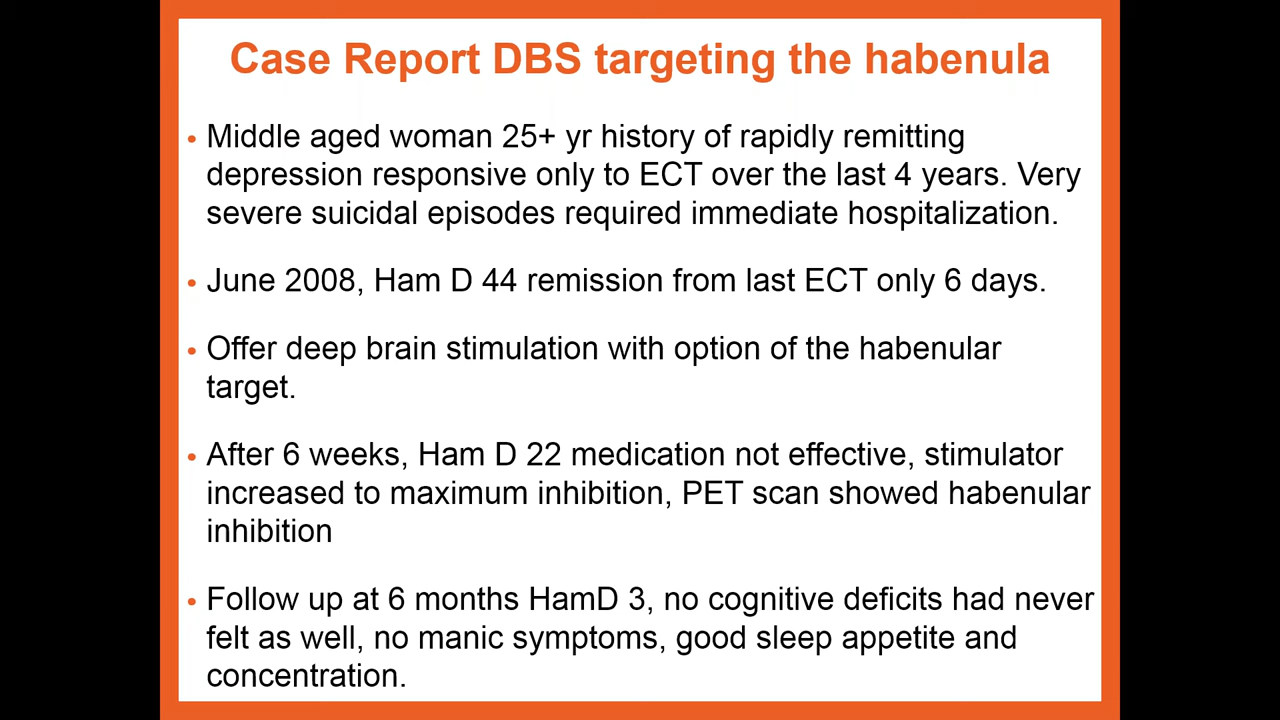 Case Report DBS targeting the habenula
• Middle aged woman 25+ yr history of rapidly remitting
depression responsive only to ECT over the last 4 years. Very
severe suicidal episodes required immediate hospitalization.
• June 2008, Ham D 44 remission from last ECT only 6 days.
• Offer deep brain stimulation with option of the habenular
target.
• After 6 weeks, Ham D 22 medication not effective, stimulator
increased to maximum inhibition, PET scan showed habenular
inhibition
• Follow up at 6 months HamD 3, no cognitive deficits had never
felt as well, no manic symptoms, good sleep appetite and
concentration.